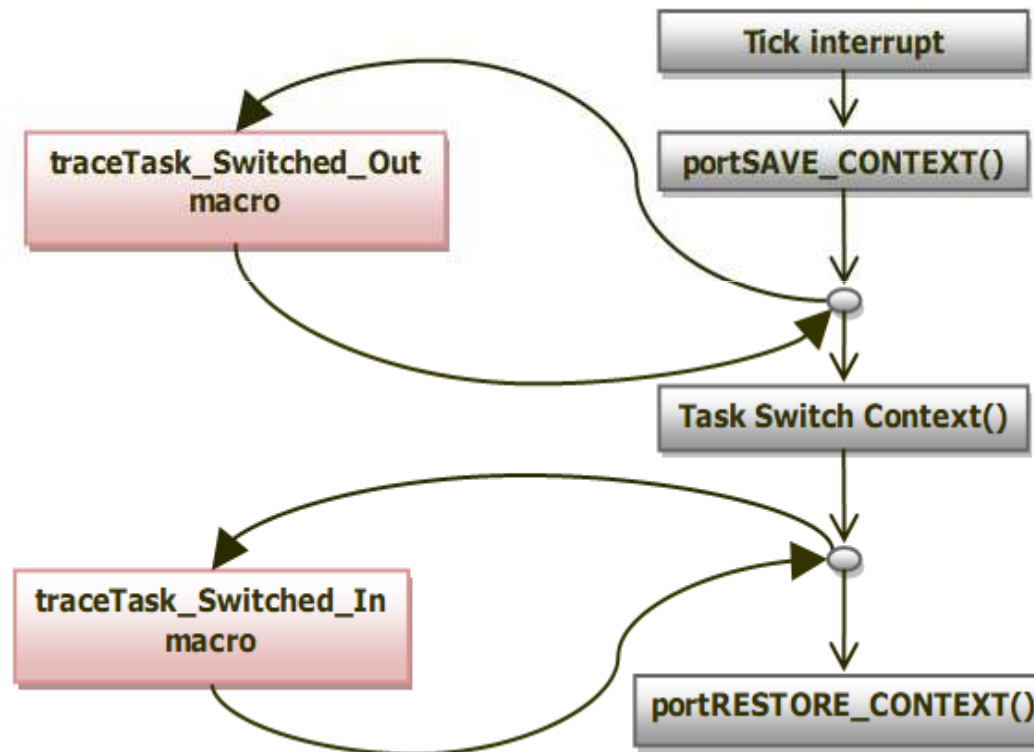 Tick interrupt
portSAVE_CONTEXT()
traceTask_Switched_Out
macro
Task Switch Context()
traceTask_Switched_In
macro
portRESTORE_CONTEXT()